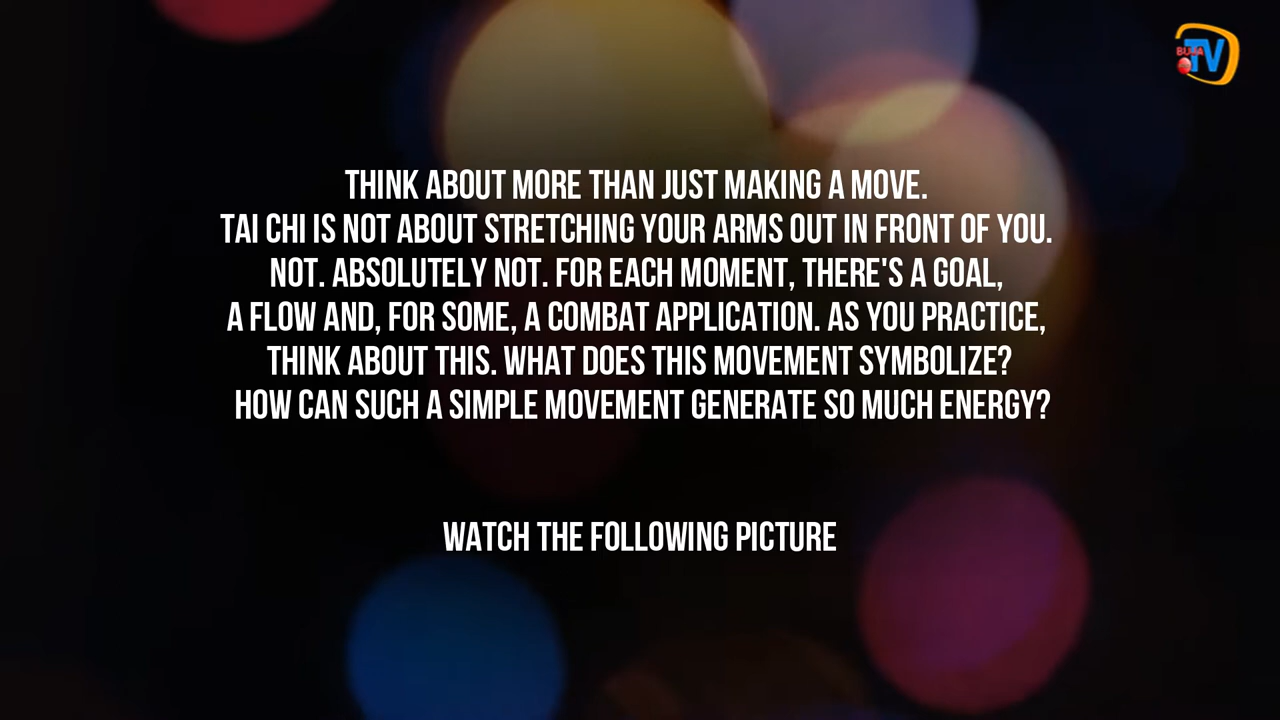 BUKA
TV
THINK ABOUT MORE THAN JUST MAKING A MOVE.
TAI CHI IS NOT ABOUT STRETCHING YOUR ARMS OUT IN FRONT OF YOU.
NOT. ABSOLUTELY NOT. FOR EACH MOMENT, THERE'S A GOAL,
A FLOW AND, FOR SOME, A COMBAT APPLICATION. AS YOU PRACTICE,
THINK ABOUT THIS. WHAT DOES THIS MOVEMENT SYMBOLIZE?
HOW CAN SUCH A SIMPLE MOVEMENT GENERATE SO MUCH ENERGY?
WATCH THE FOLLOWING PICTURE